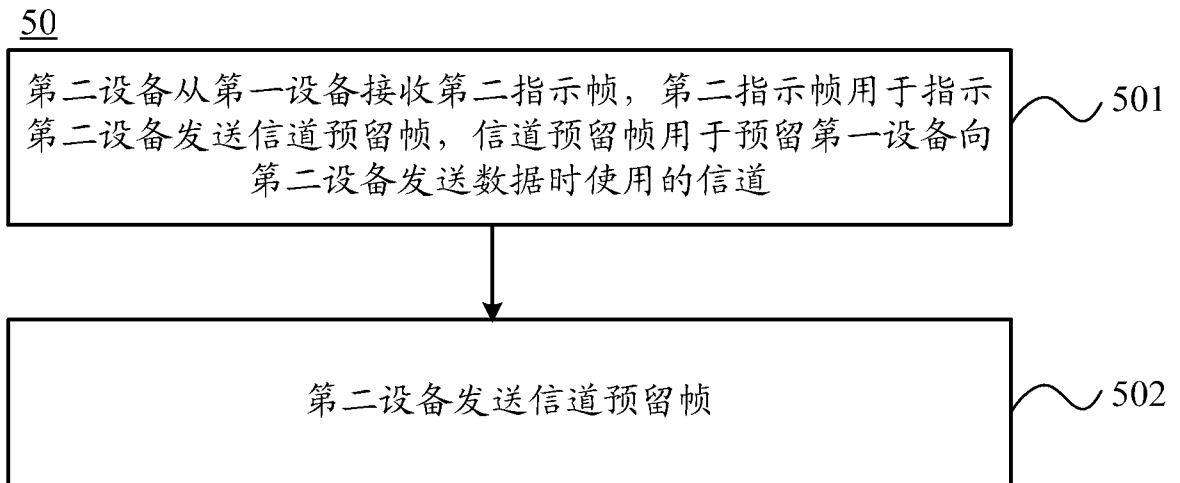 50
第二设备从第一设备接收第二指示帧，第二指示帧用于指示
第二设备发送信道预留帧，信道预留帧用于预留第一设备向
第二设备发送数据时使用的信道
501
第二设备发送信道预留帧
502